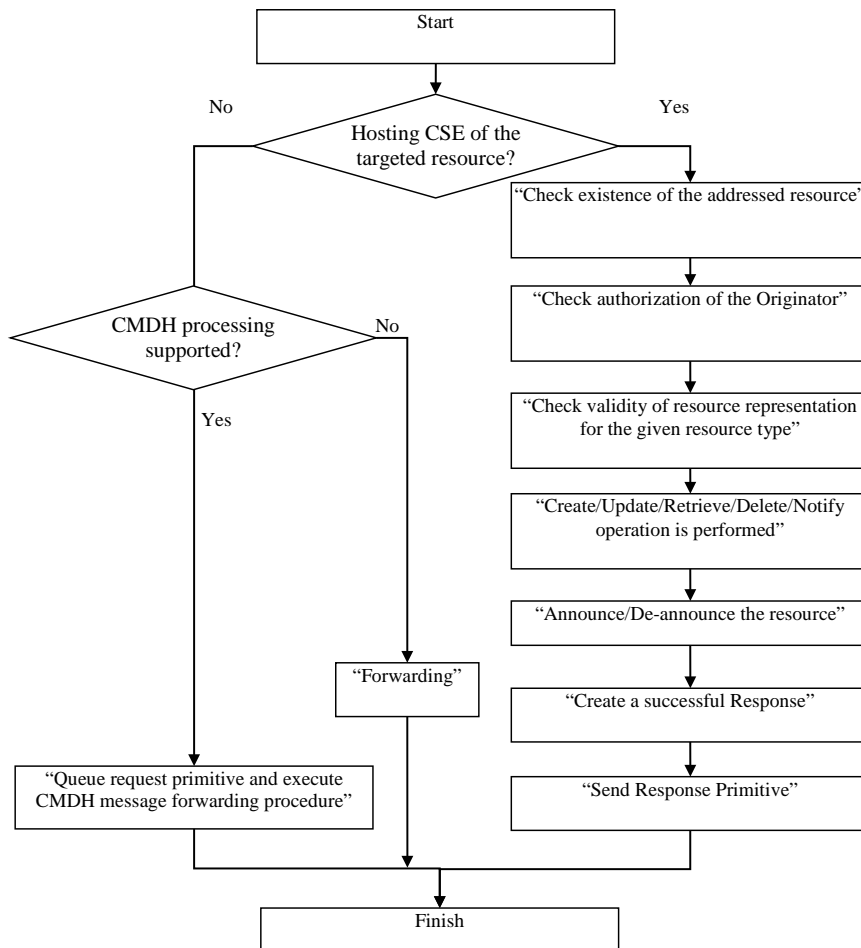 Start
No
Yes
Hosting CSE of the
targeted resource?
“Check existence of the addressed resource”
“Check authorization of the Originator”
CMDH processing
supported?
No
Yes
“Check validity of resource representation
for the given resource type”
“Create/Update/Retrieve/Delete/Notify
operation is performed”
“Announce/De-announce the resource”
“Forwarding”
“Create a successful Response”
“Queue request primitive and execute
CMDH message forwarding procedure”
“Send Response Primitive”
Finish